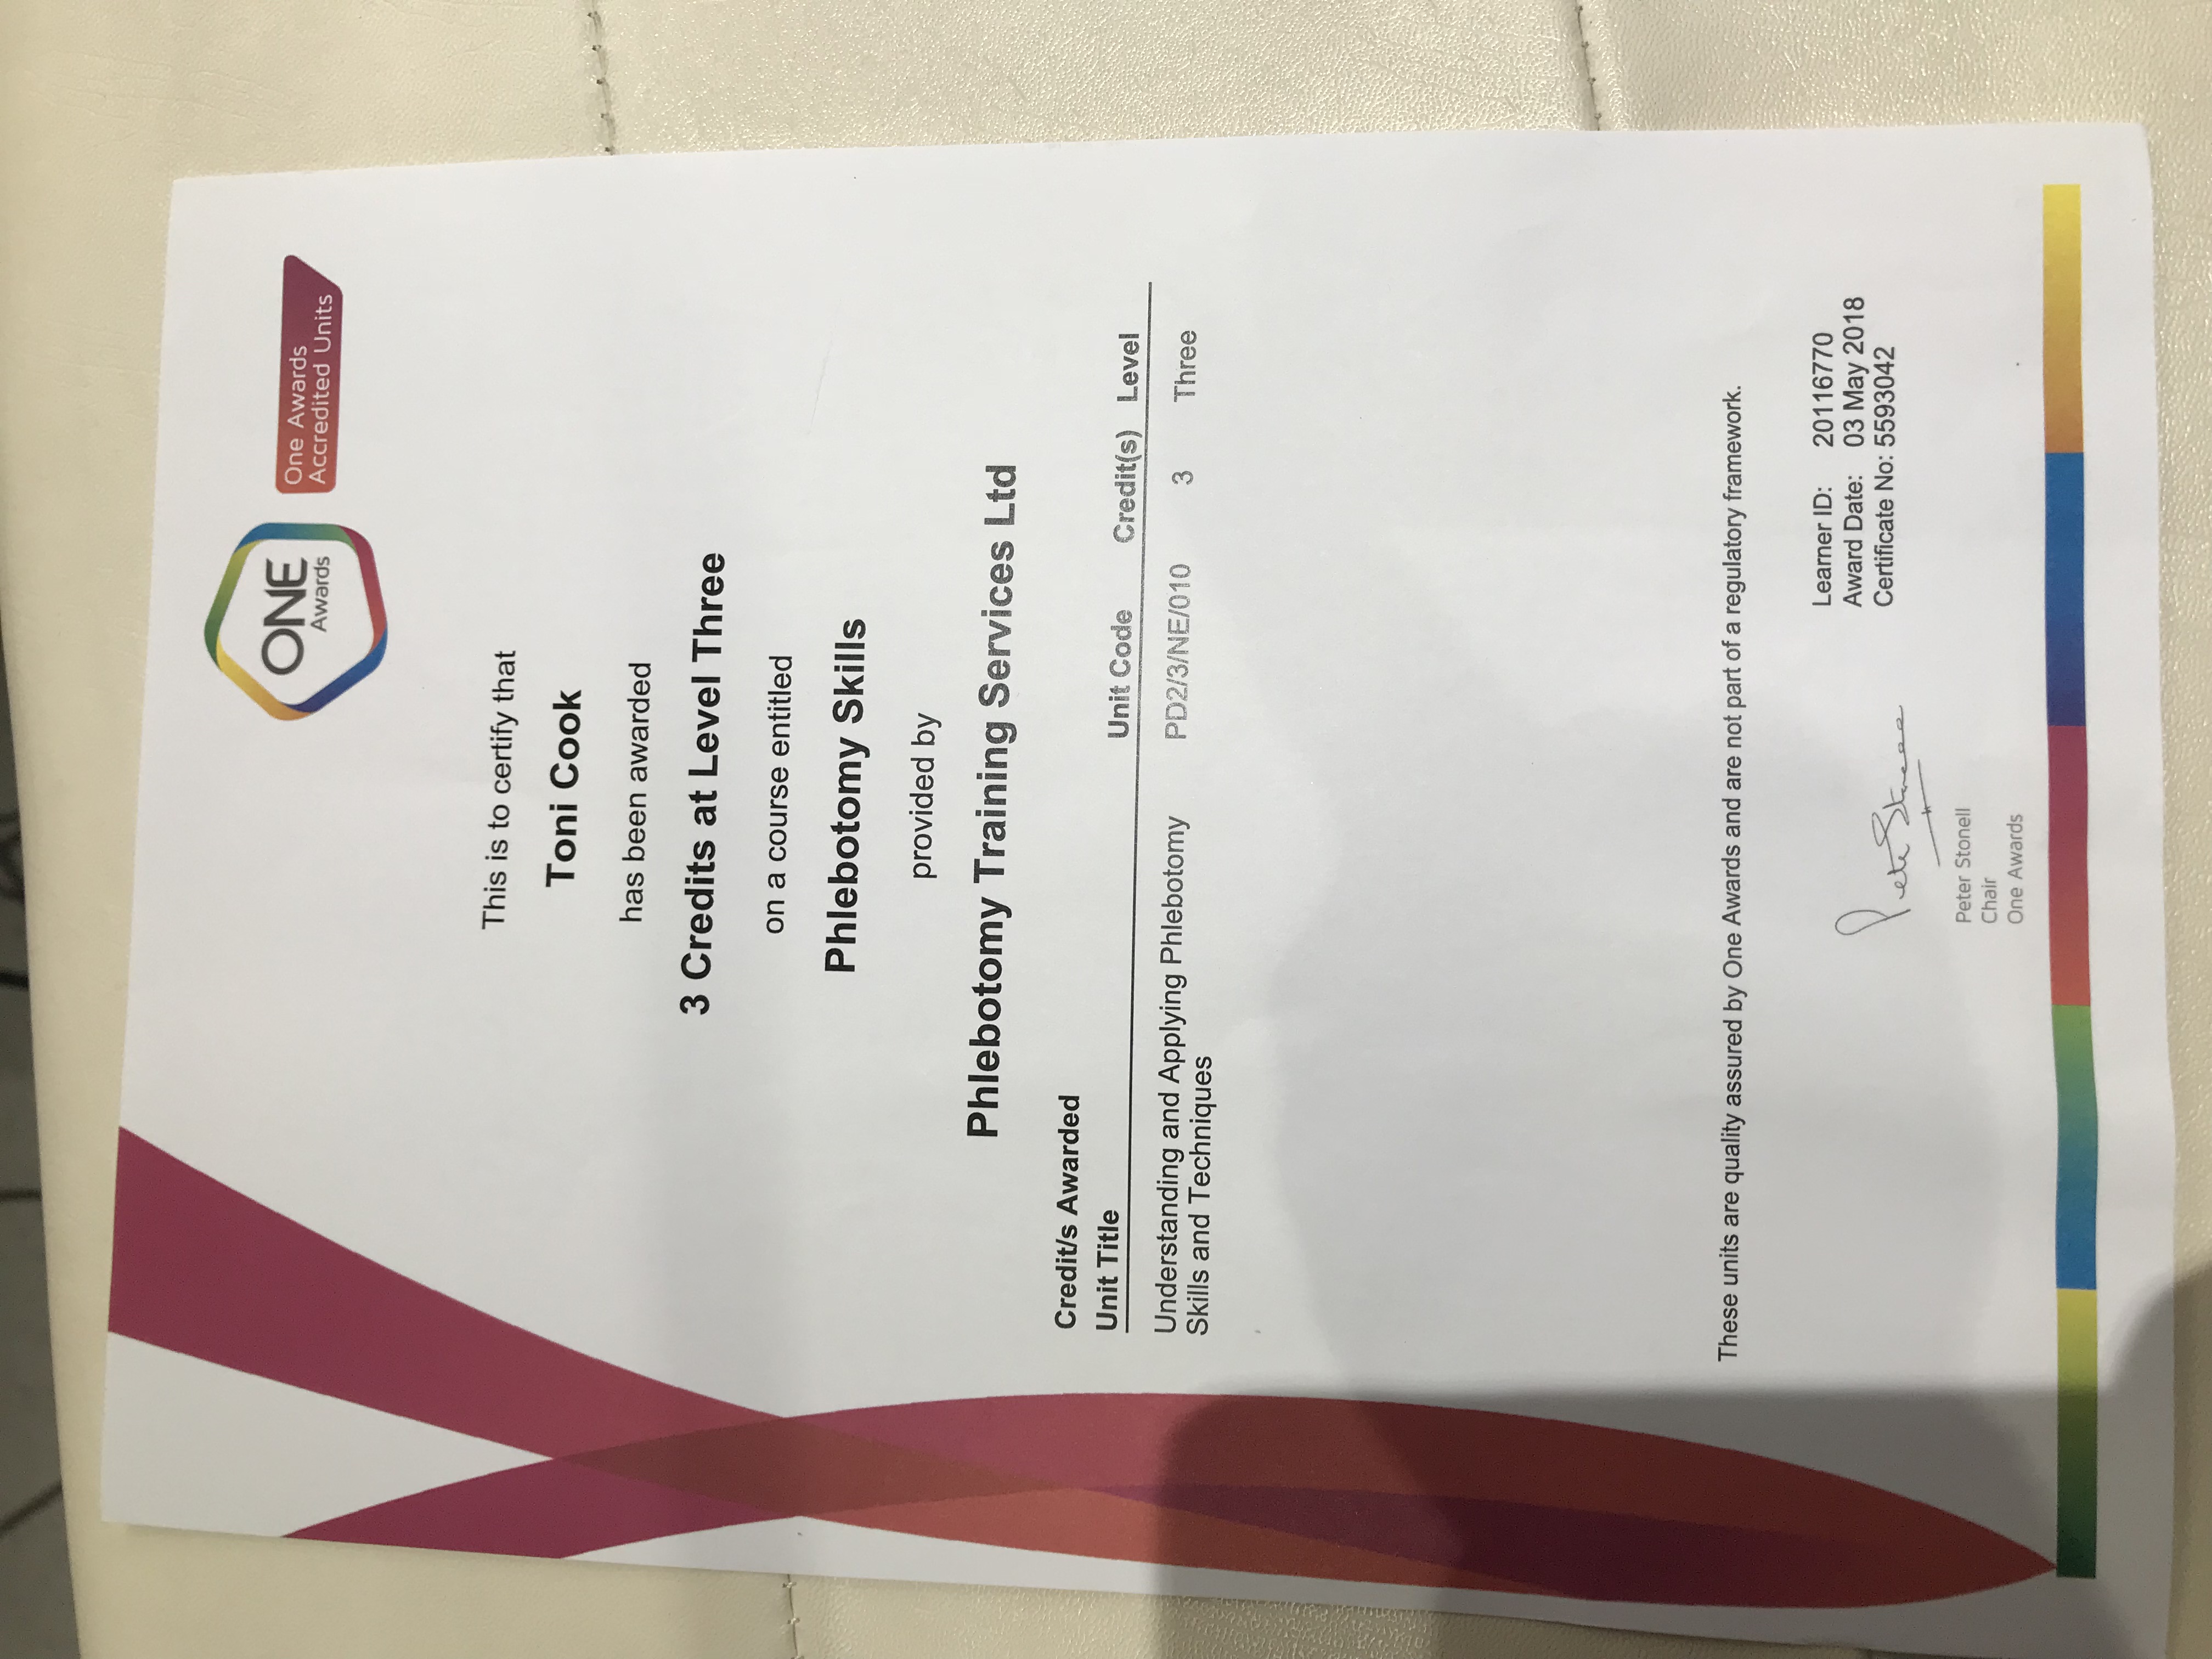 ONE
Awards
One Awards
Accredited Units
This is to certify that
Toni Cook
has been awarded
3 Credits at Level Three
on a course entitled
Phlebotomy Skills
provided by
Phlebotomy Training Services Ltd
Credit/s Awarded
Unit Title Unit Code Credit(s) Level
Understanding and Applying Phlebotomy PD2/3/NE/010 3 Three
Skills and Techniques
These units are quality assured by One Awards and are not part of a regulatory framework.
Learner ID: 20116770
Award Date: 03 May 2018
Certificate No: 5593042
Peter Stonell
Peter Stonell
Chair
One Awards